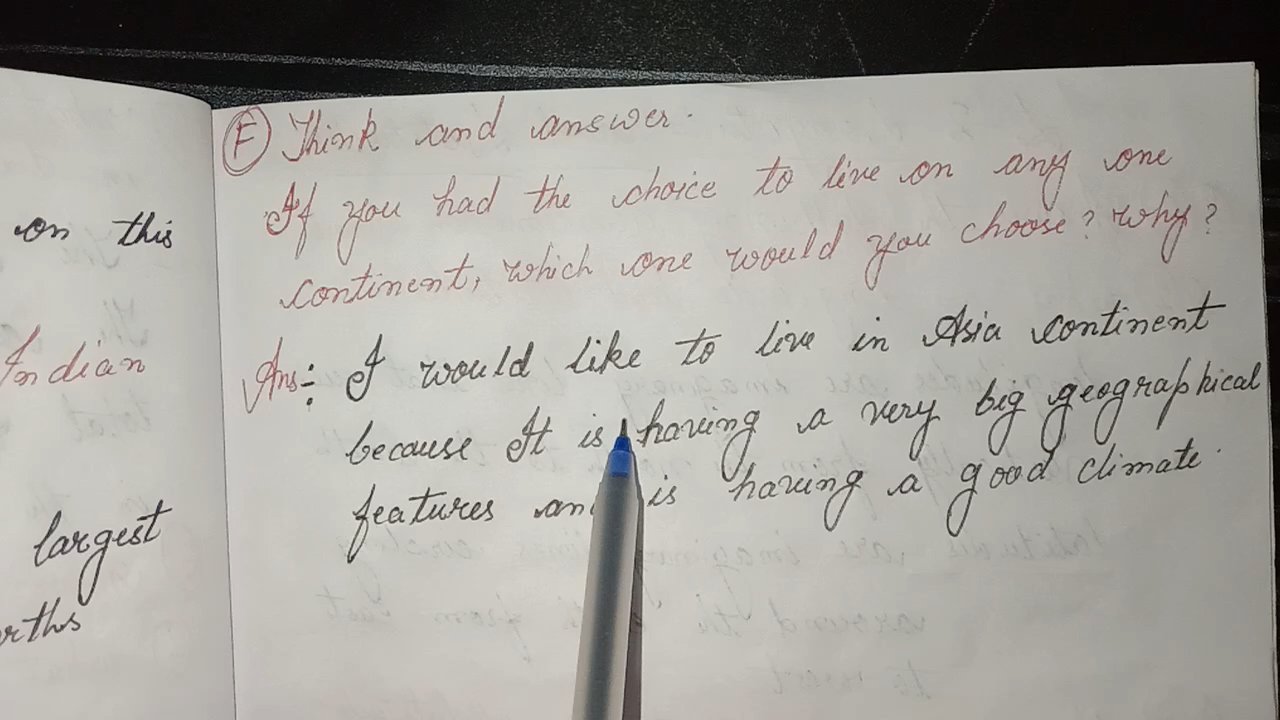 on this
Indian
largest
F Think and answer.
If you had the choice to live on any one
continent, which one would you choose? why?
Ans:- I would like to live in Asia continent
because It is having a very big geographical
features and is having a good climate.